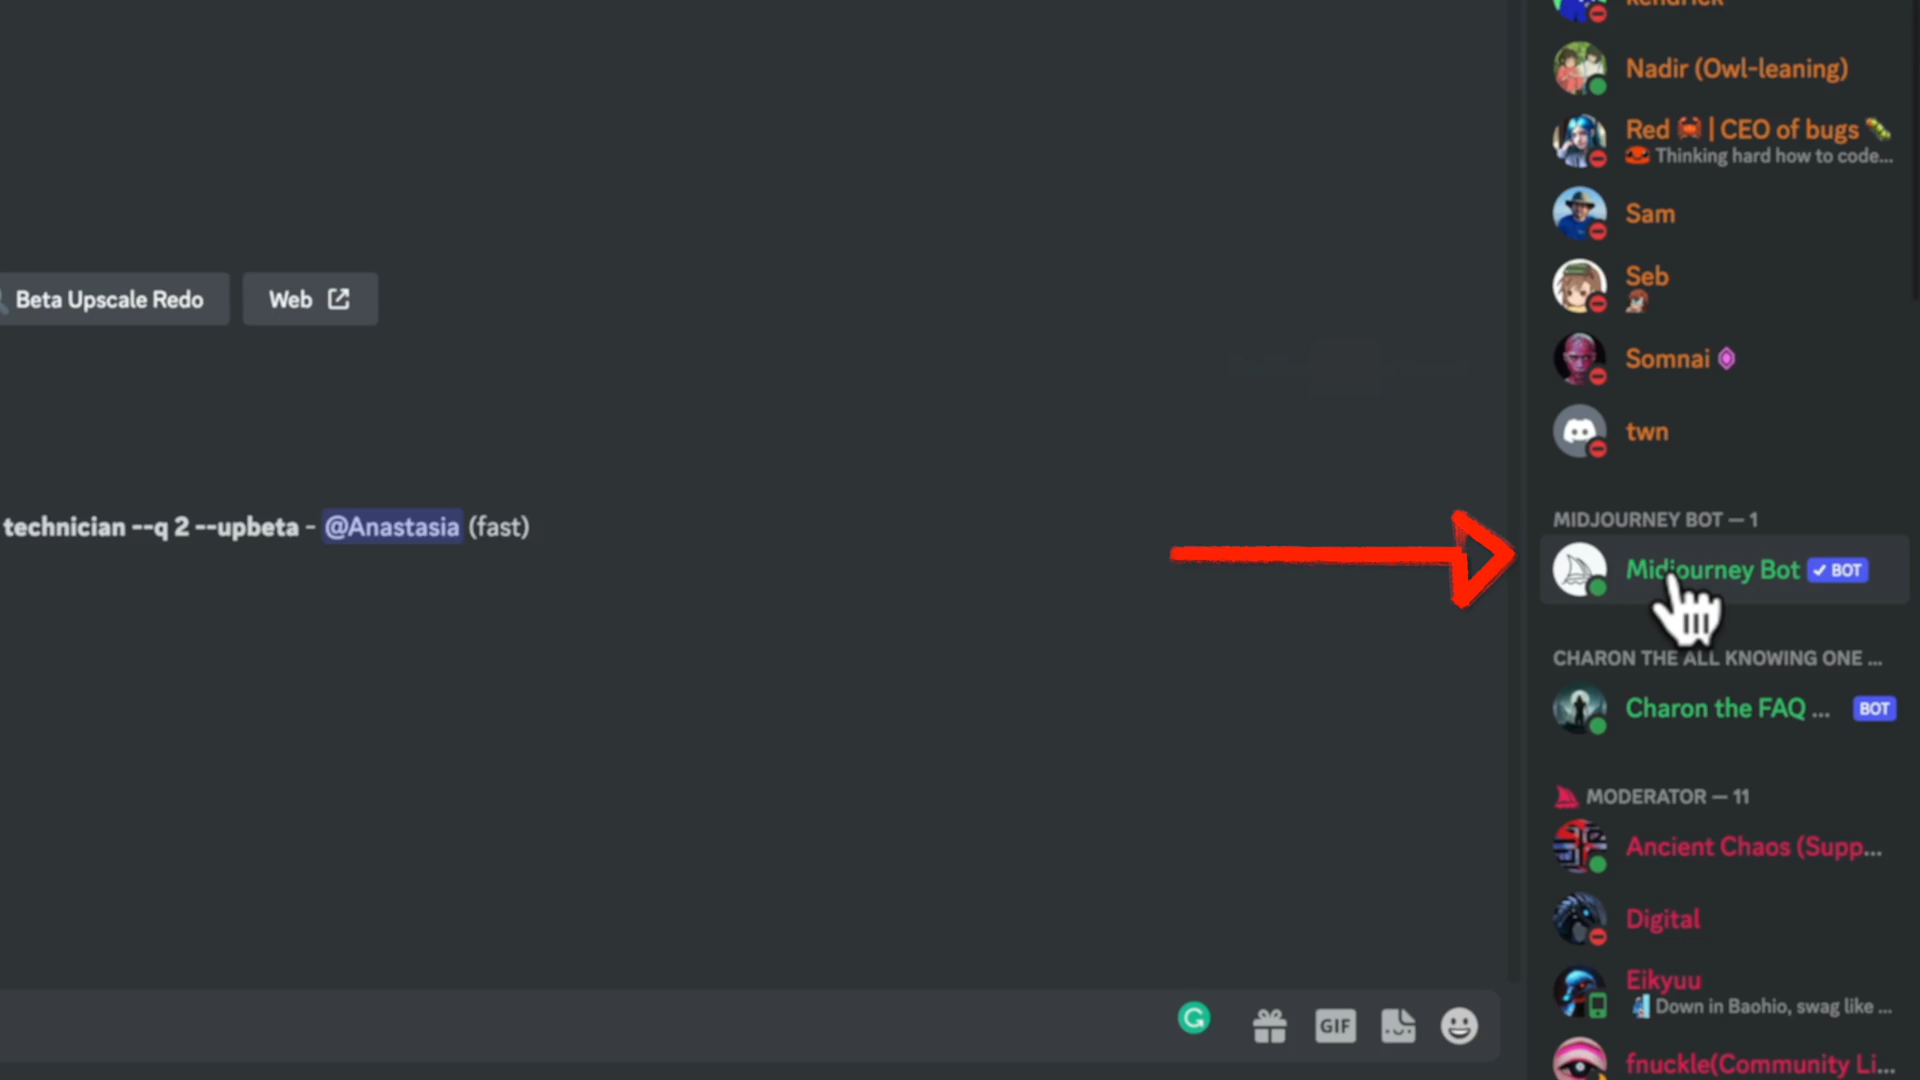 Beta Upscale Redo
Web
technician --q 2 --upbeta - @Anastasia (fast)
GIF
kendrick
Nadir (Owl-leaning)
Red 🦀 | CEO of bugs 🐛
Thinking hard how to code...
Sam
Seb
Somnai
twn
MIDJOURNEY BOT — 1
Midjourney Bot ✓ BOT
CHARON THE ALL KNOWING ONE ...
Charon the FAQ ... BOT
MODERATOR — 11
Ancient Chaos (Supp...
Digital
Eikyuu
Down in Baohio, swag like ...
fnuckle(Community Li...